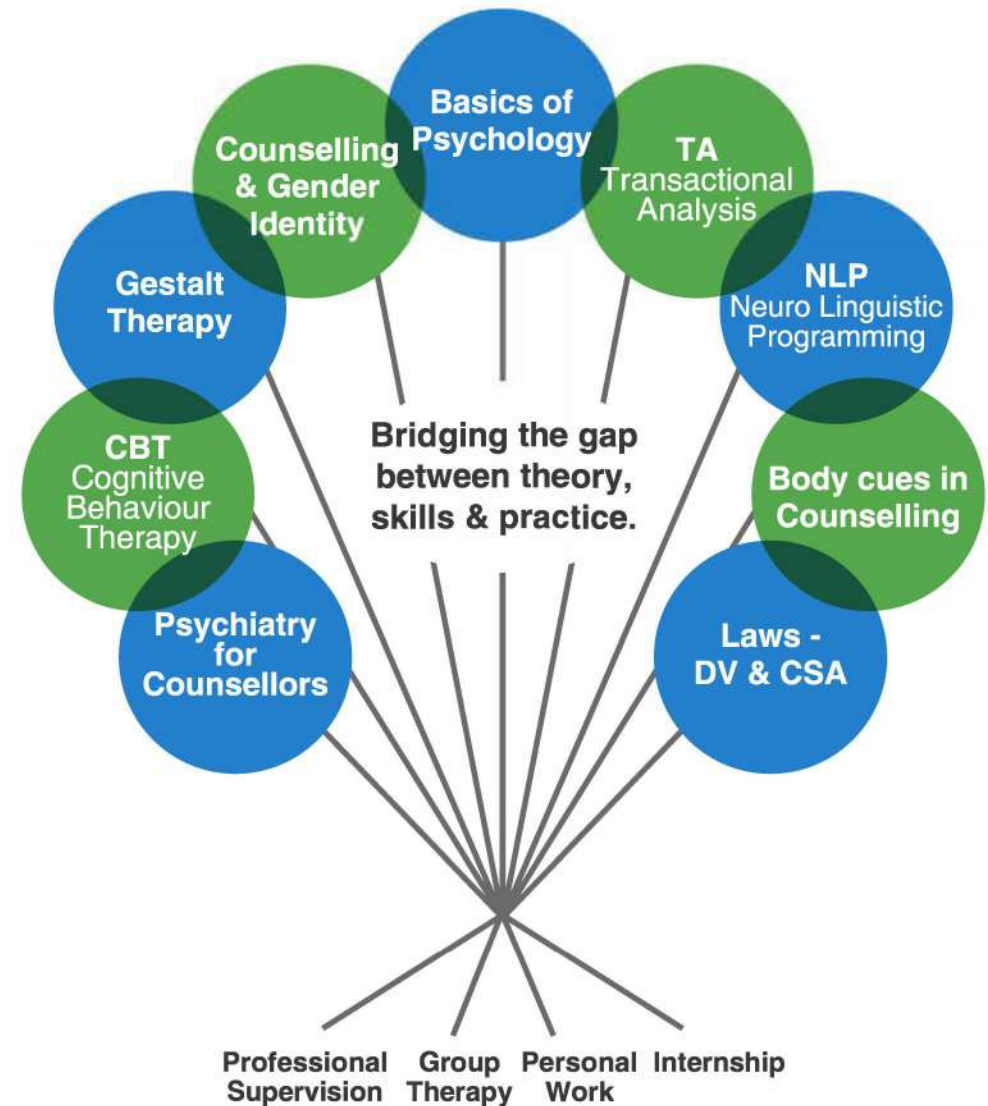 Basics of
Psychology
Counselling
& Gender
Identity
TA
Transactional
Analysis
Gestalt
Therapy
NLP
Neuro Linguistic
Programming
Bridging the gap
between theory,
skills & practice.
CBT
Cognitive
Behaviour
Therapy
Body cues in
Counselling
Psychiatry
for
Counsellors
Laws -
DV & CSA
Professional
Supervision
Group
Therapy
Personal
Work
Internship